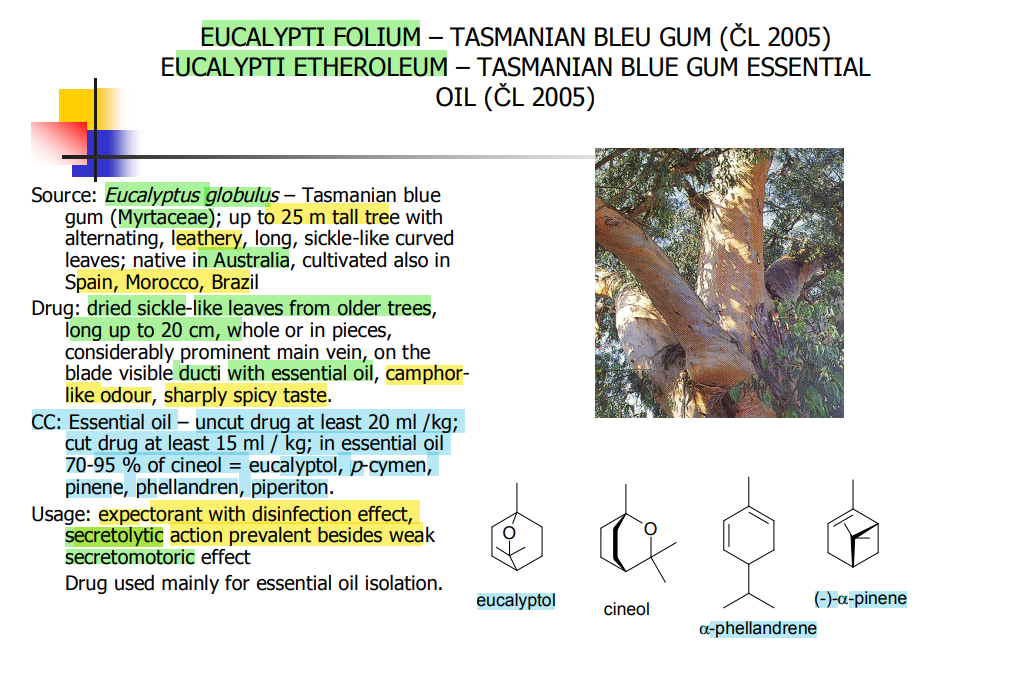 EUCALYPTI FOLIUM – TASMANIAN BLEU GUM (ČL 2005)
EUCALYPTI ETHEROLEUM – TASMANIAN BLUE GUM ESSENTIAL
OIL (ČL 2005)
Source: Eucalyptus globulus – Tasmanian blue
gum (Myrtaceae); up to 25 m tall tree with
alternating, leathery, long, sickle-like curved
leaves; native in Australia, cultivated also in
Spain, Morocco, Brazil
Drug: dried sickle-like leaves from older trees,
long up to 20 cm, whole or in pieces,
considerably prominent main vein, on the
blade visible ducti with essential oil, camphor-
like odour, sharply spicy taste.
CC: Essential oil – uncut drug at least 20 ml /kg;
cut drug at least 15 ml / kg; in essential oil
70-95 % of cineol = eucalyptol, p-cymen,
pinene, phellandren, piperiton.
Usage: expectorant with disinfection effect,
secretolytic action prevalent besides weak
secretomotoric effect
Drug used mainly for essential oil isolation.
O
eucalyptol
O
cineol
α-phellandrene
(-)-α-pinene